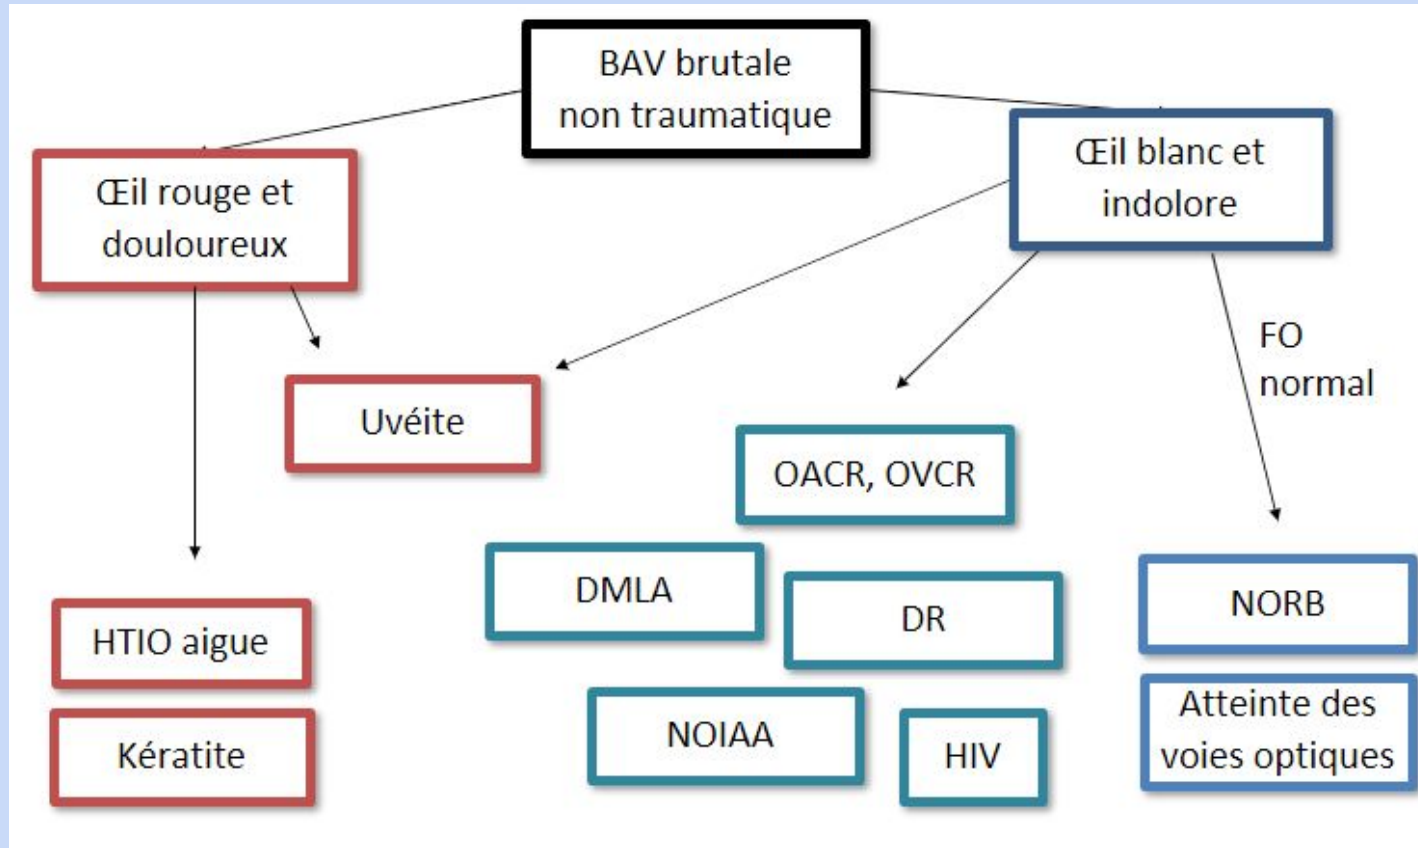 BAV brutale
non traumatique
Œil rouge et
douloureux
Œil blanc et
indolore
FO
normal
Uvéite
OACR, OVCR
DMLA
DR
NORB
HTIO aigue
NOIAA
HIV
Atteinte des
voies optiques
Kératite